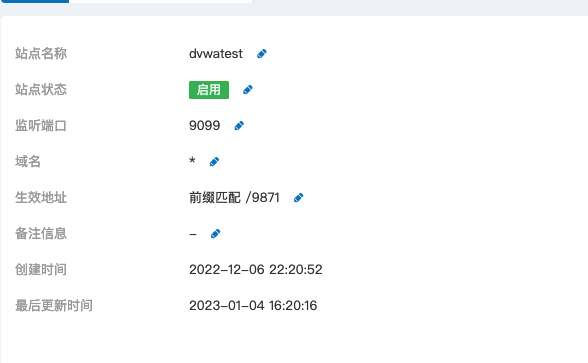 站点名称 dvwatest
站点状态 启用
监听端口 9099
域名 *
生效地址 前缀匹配 /9871
备注信息 –
创建时间 2022–12–06 22:20:52
最后更新时间 2023–01–04 16:20:16